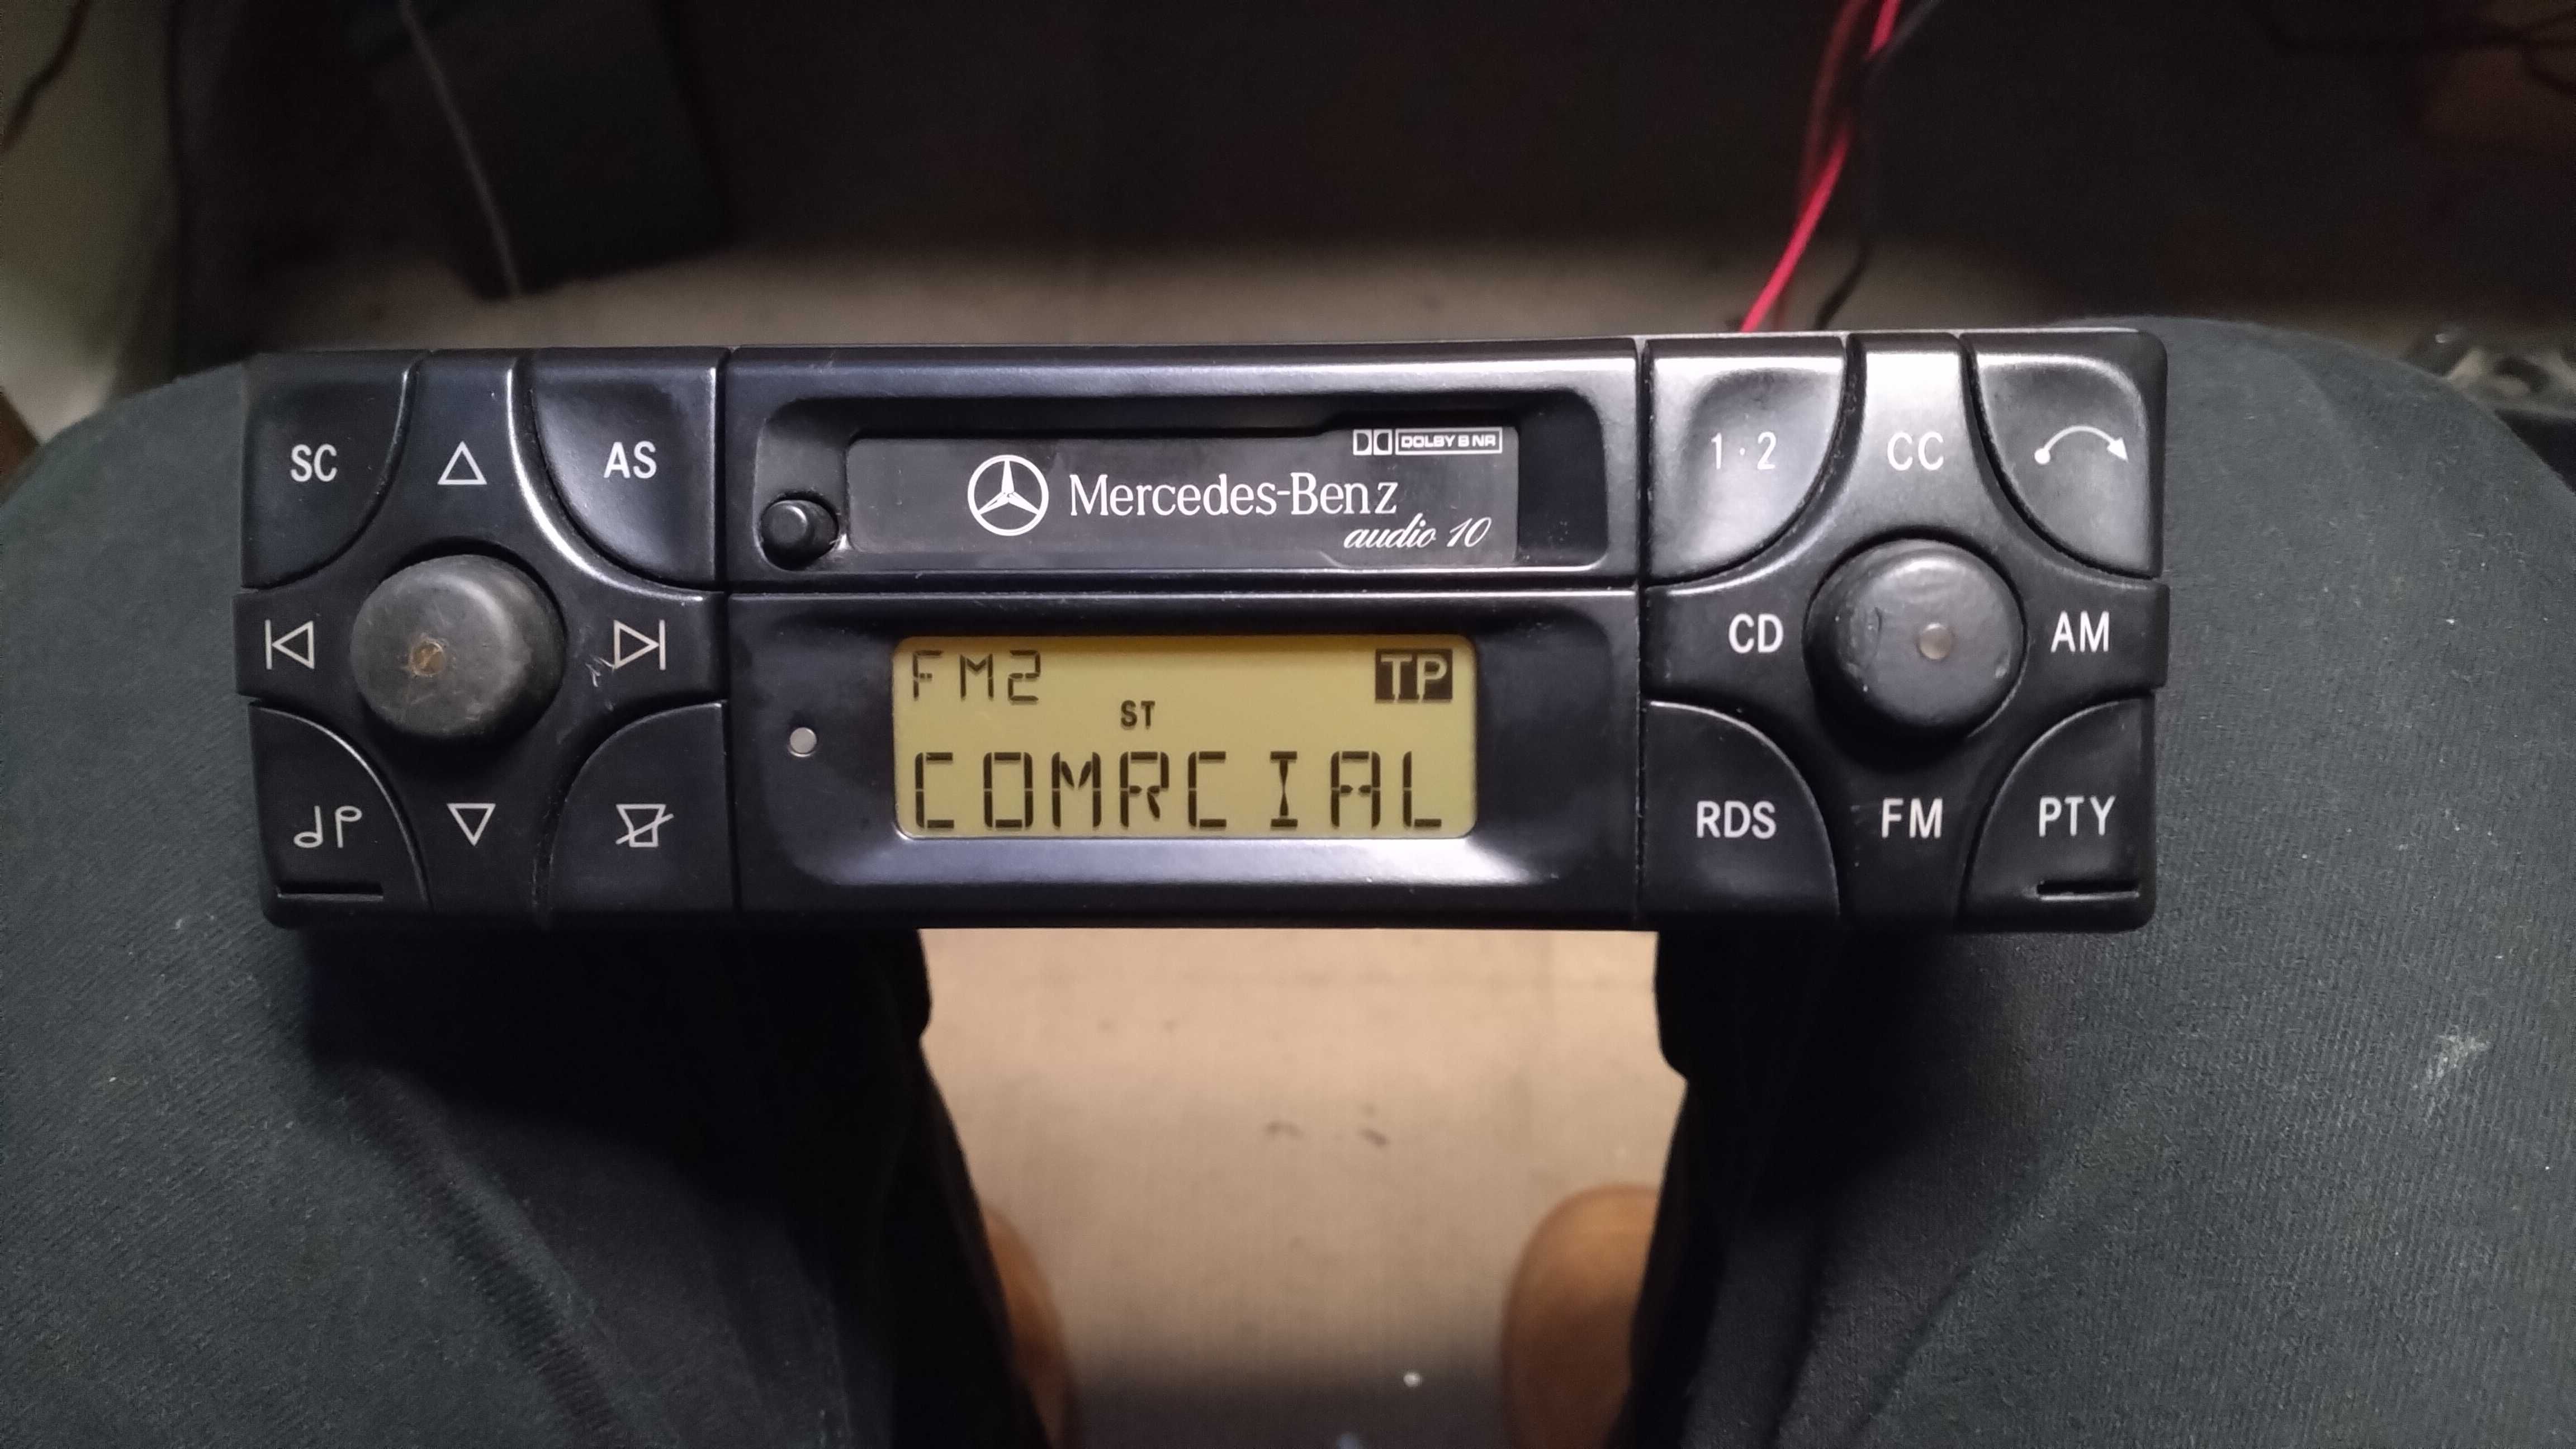 SC
AS
DOLBY B NR
Mercedes-Benz
audio 10
1·2
CC
CD
AM
FM2
TP
ST
COMRCIAL
RDS
FM
PTY